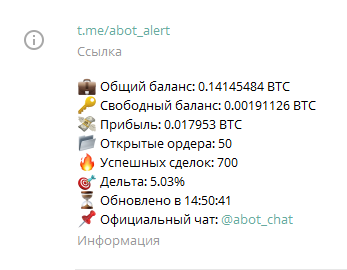 t.me/abot_alert
Ссылка
Общий баланс: 0.14145484 BTC
Свободный баланс: 0.00191126 BTC
Прибыль: 0.017953 BTC
Открытые ордера: 50
Успешных сделок: 700
Дельта: 5.03%
Обновлено в 14:50:41
Официальный чат: @abot_chat
Информация